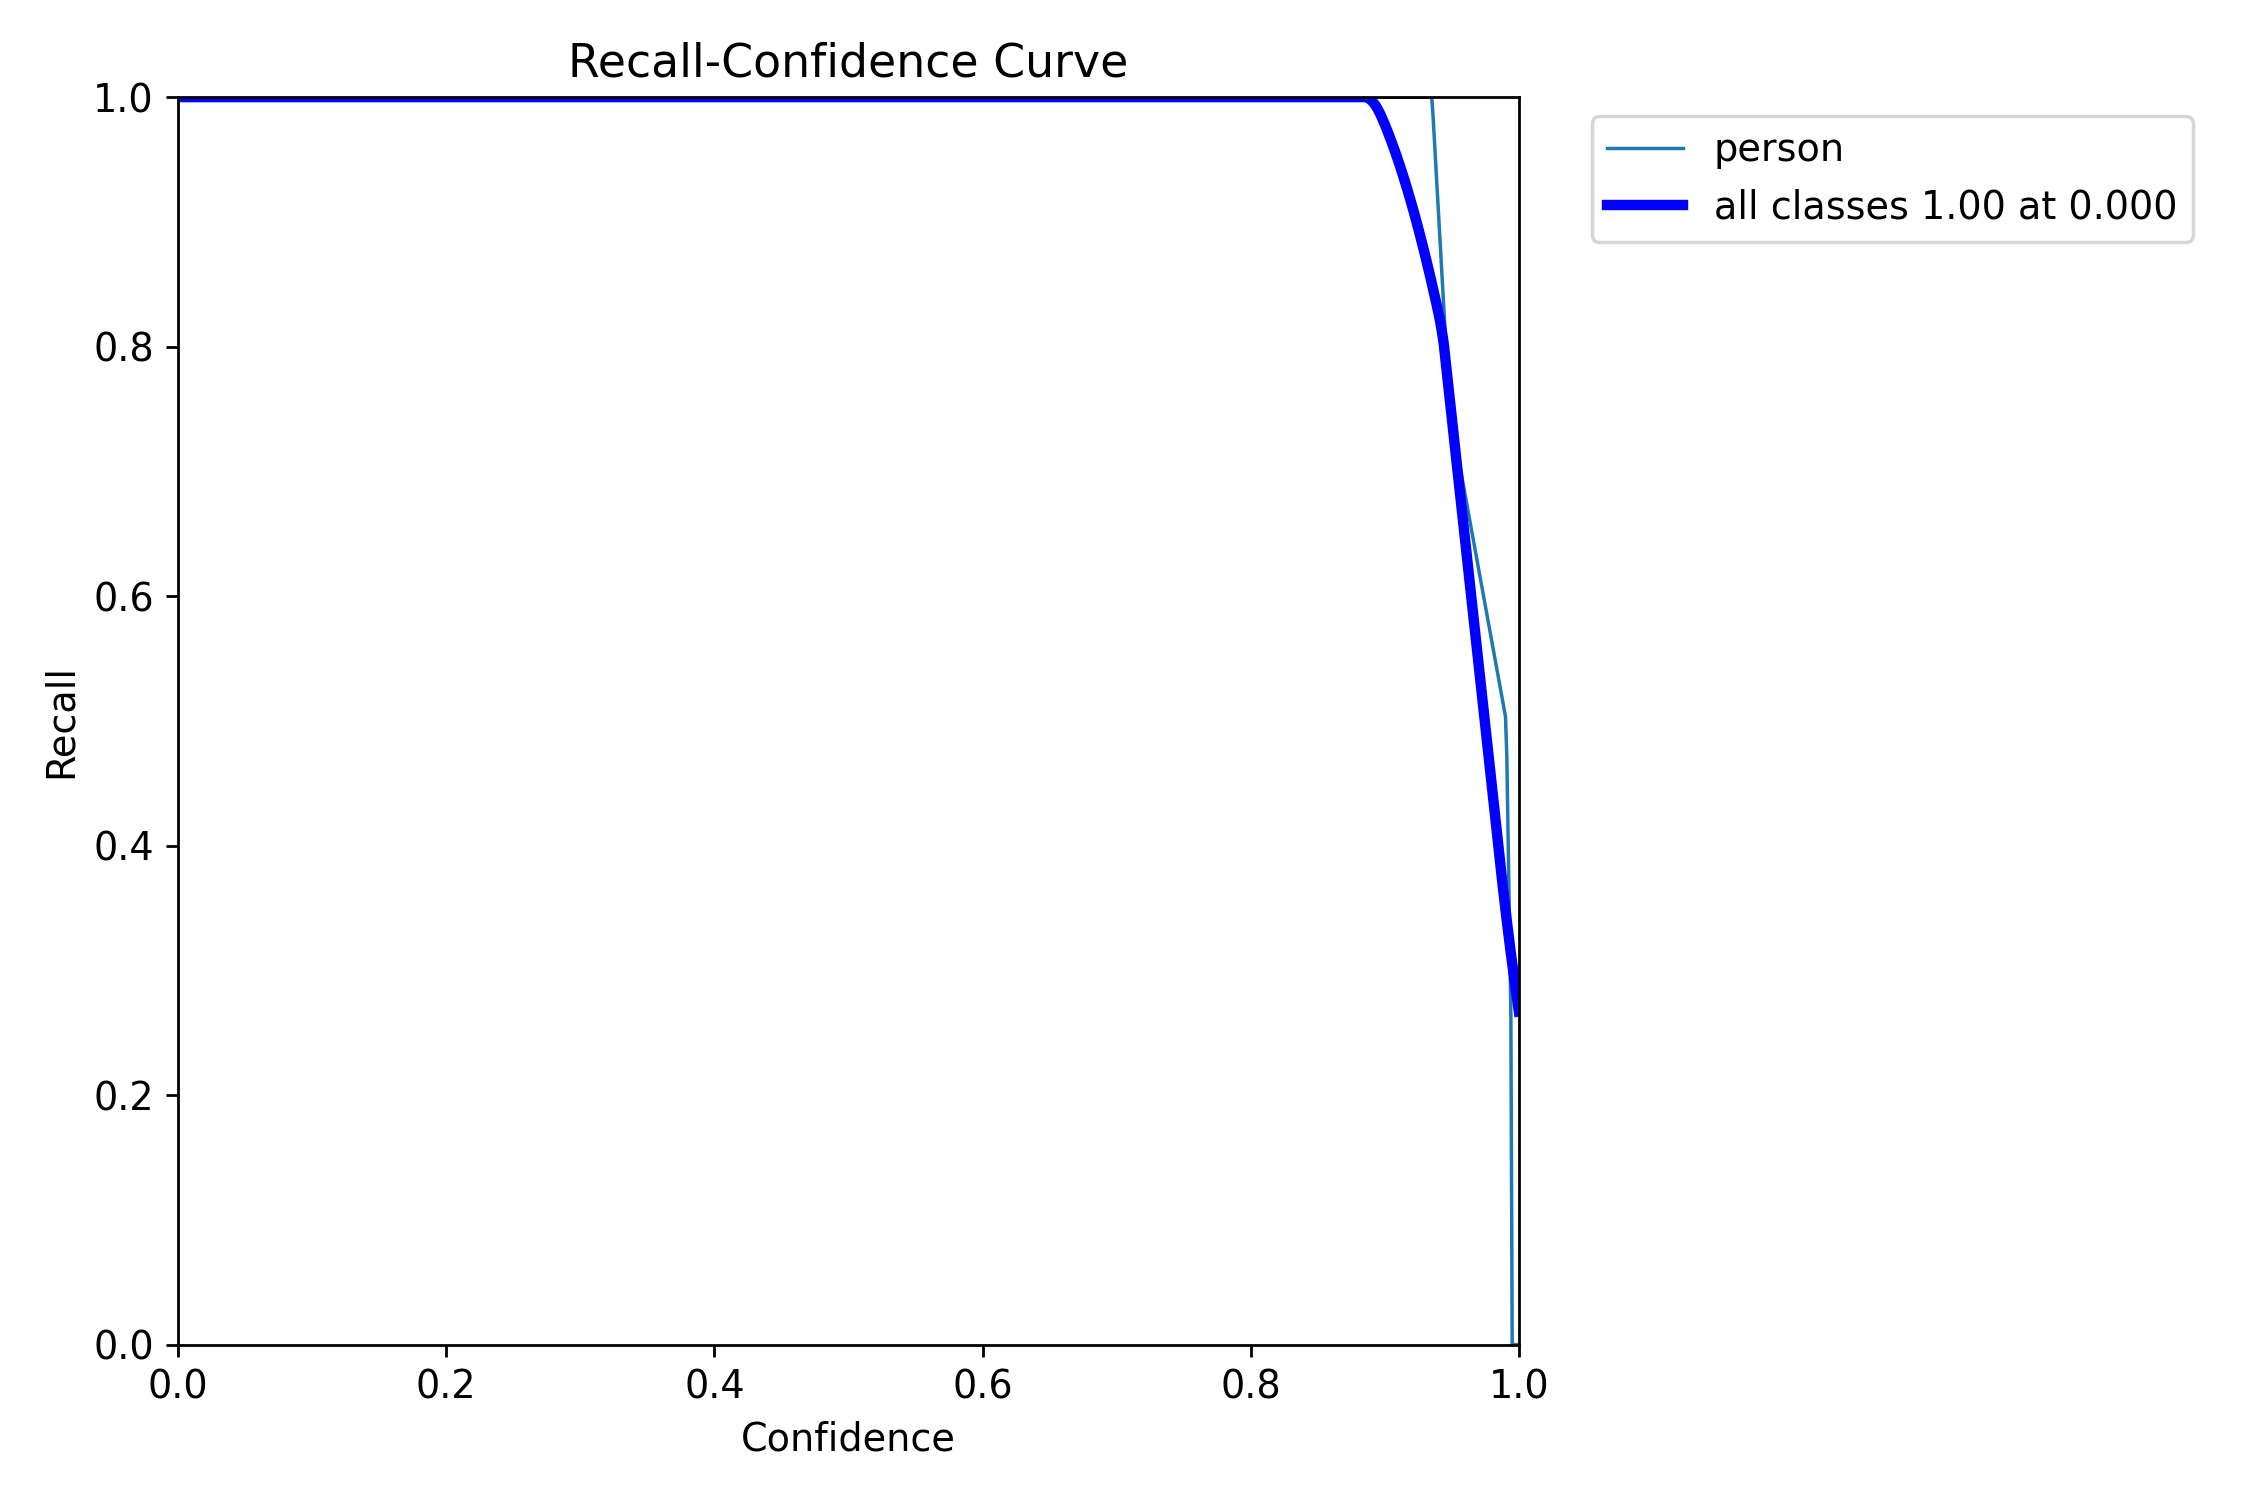 Recall-Confidence Curve
1.0
0.8
0.6
0.4
0.2
0.0
Recall
0.0 0.2 0.4 0.6 0.8 1.0
Confidence
person
all classes 1.00 at 0.000